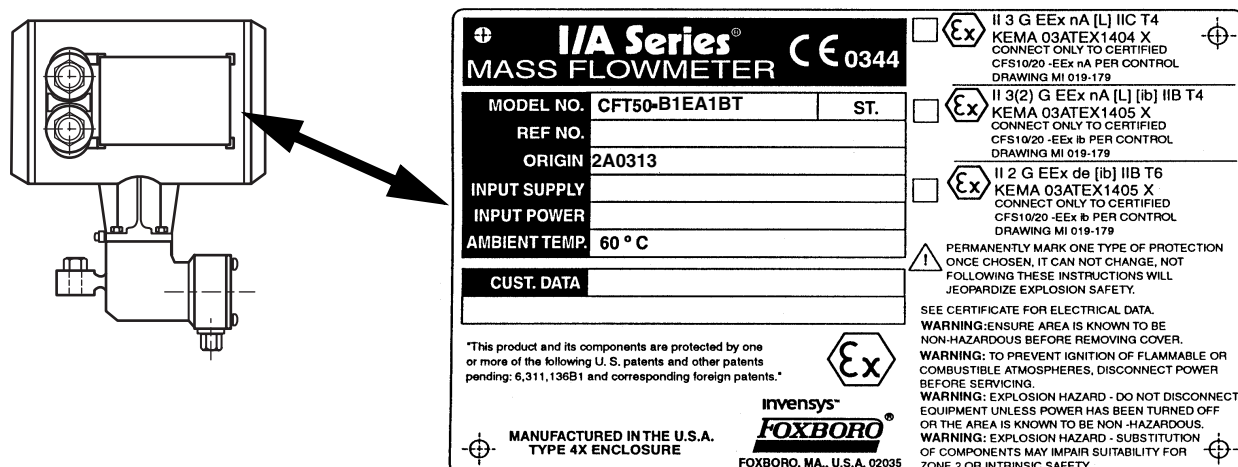 I/A Series®
MASS FLOWMETER
CE 0344
MODEL NO. CFT50-B1EA1BT ST.
REF NO.
ORIGIN 2A0313
INPUT SUPPLY
INPUT POWER
AMBIENT TEMP. 60 º C
CUST. DATA
"This product and its components are protected by one
or more of the following U. S. patents and other patents
pending: 6,311,136B1 and corresponding foreign patents."
Ex
invensys™
FOXBORO®
MANUFACTURED IN THE U.S.A.
TYPE 4X ENCLOSURE
FOXBORO, MA., U.S.A. 02035
Ex
II 3 G EEx nA [L] IIC T4
KEMA 03ATEX1404 X
CONNECT ONLY TO CERTIFIED
CFS10/20 -EEx nA PER CONTROL
DRAWING MI 019-179
Ex
II 3(2) G EEx nA [L] [ib] IIB T4
KEMA 03ATEX1405 X
CONNECT ONLY TO CERTIFIED
CFS10/20 -EEx ib PER CONTROL
DRAWING MI 019-179
Ex
II 2 G EEx de [ib] IIB T6
KEMA 03ATEX1405 X
CONNECT ONLY TO CERTIFIED
CFS10/20 -EEx ib PER CONTROL
DRAWING MI 019-179
! PERMANENTLY MARK ONE TYPE OF PROTECTION
ONCE CHOSEN, IT CAN NOT CHANGE, NOT
FOLLOWING THESE INSTRUCTIONS WILL
JEOPARDIZE EXPLOSION SAFETY.
SEE CERTIFICATE FOR ELECTRICAL DATA.
WARNING:ENSURE AREA IS KNOWN TO BE
NON-HAZARDOUS BEFORE REMOVING COVER.
WARNING: TO PREVENT IGNITION OF FLAMMABLE OR
COMBUSTIBLE ATMOSPHERES, DISCONNECT POWER
BEFORE SERVICING.
WARNING: EXPLOSION HAZARD - DO NOT DISCONNECT
EQUIPMENT UNLESS POWER HAS BEEN TURNED OFF
OR THE AREA IS KNOWN TO BE NON -HAZARDOUS.
WARNING: EXPLOSION HAZARD - SUBSTITUTION
OF COMPONENTS MAY IMPAIR SUITABILITY FOR
ZONE 2 OR INTRINSIC SAFETY